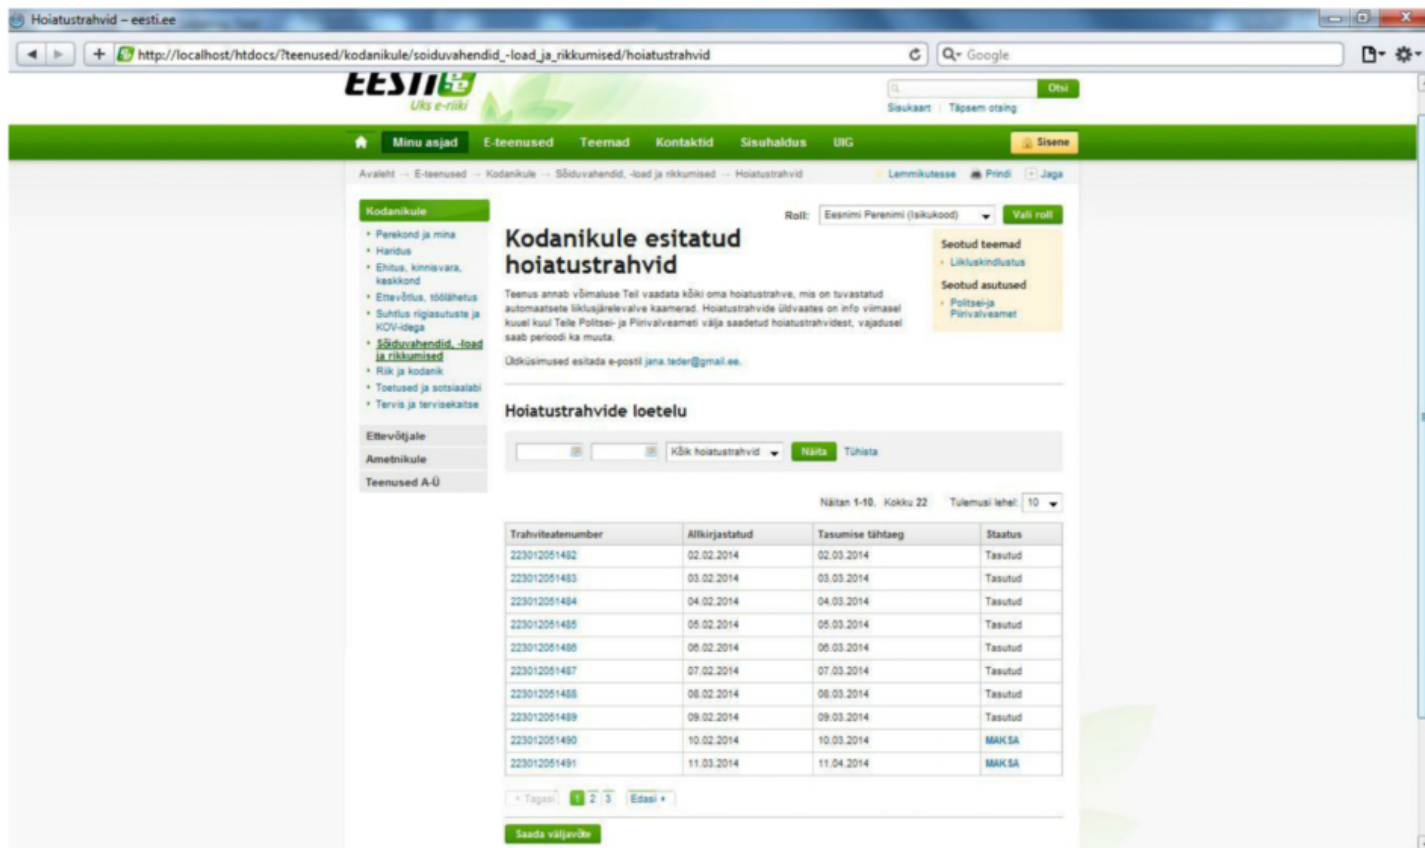 Hoiatustrahvid – eesti.ee
http://localhost/htdocs/?teenused/kodanikule/soiduvahendid_-load_ja_rikkumised/hoiatustrahvid
Google
EESTI.ee
Uks e-riiki
Otsi
Sisukaart | Täpsem otsing
Minu asjad E-teenused Teemad Kontaktid Sisuhaldus UIG Sisene
Avaleht → E-teenused → Kodanikule → Sõiduvahendid, -load ja rikkumised → Hoiatustrahvid
Lemmikutesse Prindi Jaga
Kodanikule
Perekond ja mina
Haridus
Ehitus, kinnisvara,
keskkond
Ettevõtlus, töölähetus
Suhtlus riigiasutuste ja
KOV-idega
Sõiduvahendid, -load
ja rikkumised
Riik ja kodanik
Toetused ja sotsiaalabi
Tervis ja tervisekaitse
Ettevõtjale
Ametnikule
Teenused A-Ü
Roll: Eesnimi Perenimi (Isikukood) Vali roll
Kodanikule esitatud
hoiatustrahvid
Teenus annab võimaluse Teil vaadata kõiki oma hoiatustrahve, mis on tuvastatud
automaatsete liiklusjärelevalve kaamerad. Hoiatustrahvide üldvaates on info viimasel
kuuel kuul Teile Politsei- ja Piirivalveameti välja saadetud hoiatustrahvidest, vajadusel
saab perioodi ka muuta.
Üldküsimused esitada e-postil jana.teder@gmail.ee.
Seotud teemad
Liikluskindlustus
Seotud asutused
Politsei-ja
Piirivalveamet
Hoiatustrahvide loetelu
Kõik hoiatustrahvid Näita Tühista
Näitan 1-10, Kokku 22 Tulemusi lehel: 10
Trahviteatenumber Allkirjastatud Tasumise tähtaeg Staatus
223012051482 02.02.2014 02.03.2014 Tasutud
223012051483 03.02.2014 03.03.2014 Tasutud
223012051484 04.02.2014 04.03.2014 Tasutud
223012051485 05.02.2014 05.03.2014 Tasutud
223012051486 06.02.2014 06.03.2014 Tasutud
223012051487 07.02.2014 07.03.2014 Tasutud
223012051488 08.02.2014 08.03.2014 Tasutud
223012051489 09.02.2014 09.03.2014 Tasutud
223012051490 10.02.2014 10.03.2014 MAKSA
223012051491 11.03.2014 11.04.2014 MAKSA
Tagasi 1 2 3 Edasi
Saada väljavõte